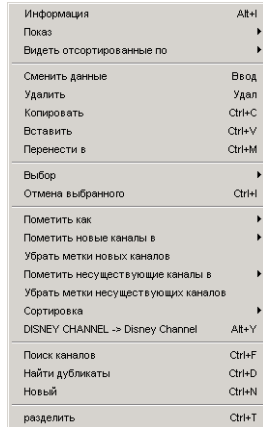 Информация Alt+I
Показ
Видеть отсортированные по
Сменить данные Ввод
Удалить Удал
Копировать Ctrl+C
Вставить Ctrl+V
Перенести в Ctrl+M
Выбор
Отмена выбранного Ctrl+I
Пометить как
Пометить новые каналы в
Убрать метки новых каналов
Пометить несуществующие каналы в
Убрать метки несуществующих каналов
Сортировка
DISNEY CHANNEL -> Disney Channel Alt+Y
Поиск каналов Ctrl+F
Найти дубликаты Ctrl+D
Новый Ctrl+N
разделить Ctrl+T